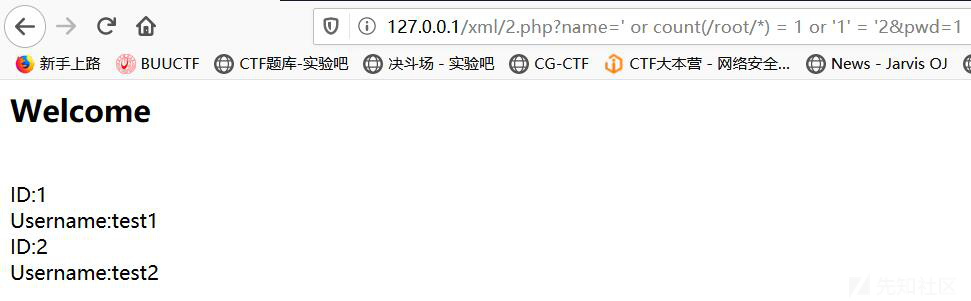 127.0.0.1/xml/2.php?name=' or count(/root/*) = 1 or '1' = '2&pwd=1
新手上路 BUUCTF CTF题库-实验吧 决斗场 - 实验吧 CG-CTF CTF大本营 - 网络安全... News - Jarvis OJ
Welcome
ID:1
Username:test1
ID:2
Username:test2
先知社区